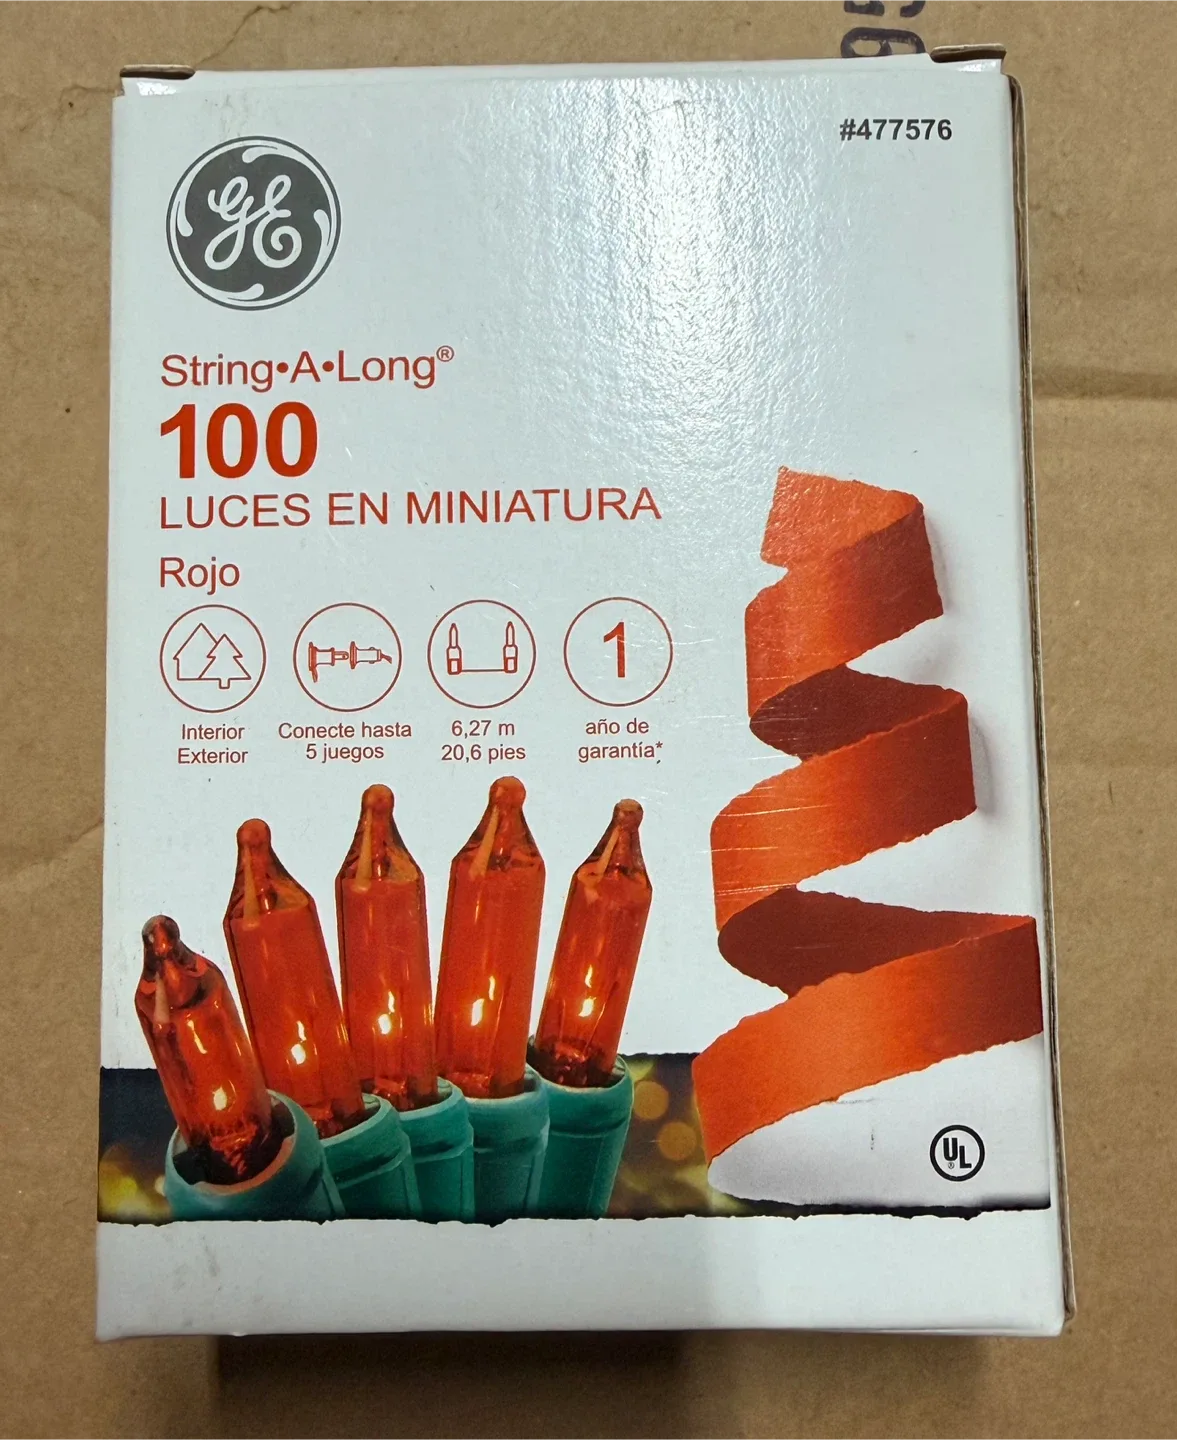 #477576
GE
String•A•Long®
100
LUCES EN MINIATURA
Rojo
Interior
Exterior
Conecte hasta
5 juegos
6,27 m
20,6 pies
1
año de
garantía*
UL®